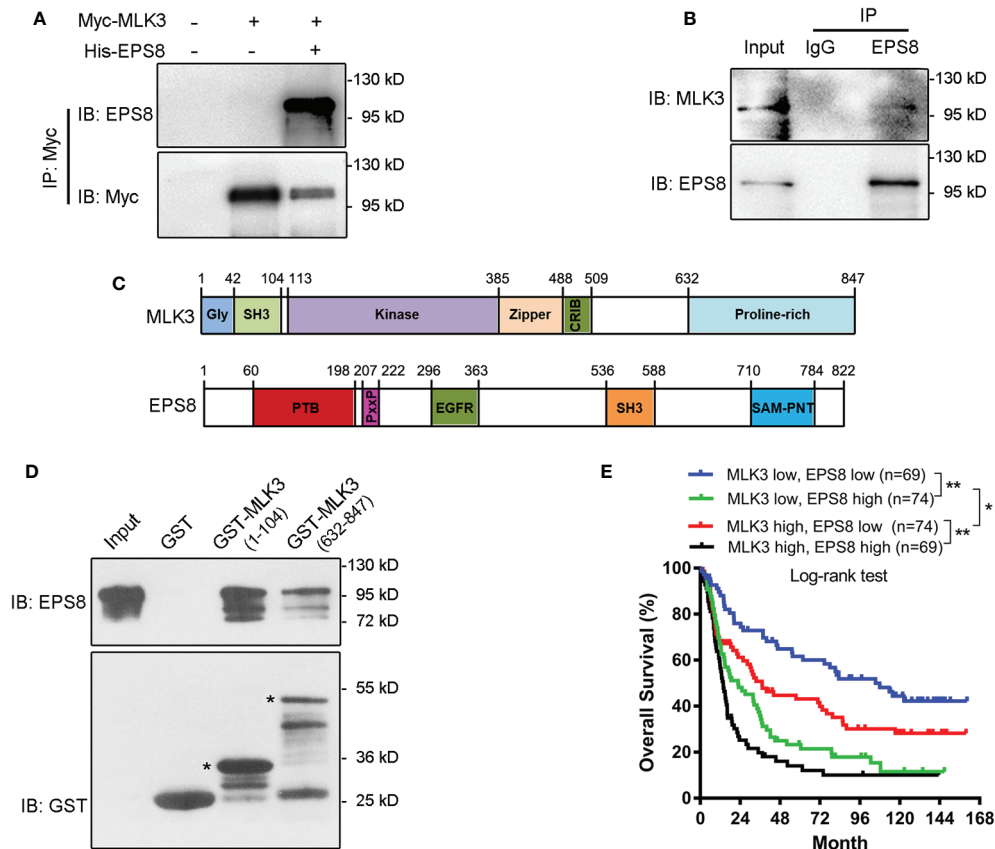 A
Myc-MLK3 - + +
His-EPS8 - - +
IP: Myc
IB: EPS8
130 kD
95 kD
IB: Myc
130 kD
95 kD
B
IP
Input IgG EPS8
IB: MLK3
130 kD
95 kD
IB: EPS8
130 kD
95 kD
C
1 42 104 113 385 488 509 632 847
MLK3 Gly SH3 Kinase Zipper CRIB Proline-rich
1 60 198 207 222 296 363 536 588 710 784 822
EPS8 PTB PxxP EGFR SH3 SAM-PNT
D
Input GST GST-MLK3 (1-104) GST-MLK3 (632-847)
IB: EPS8
130 kD
95 kD
72 kD
IB: GST
55 kD
36 kD
25 kD
*
*
E
MLK3 low, EPS8 low (n=69)
MLK3 low, EPS8 high (n=74)
MLK3 high, EPS8 low (n=74)
MLK3 high, EPS8 high (n=69)
**
**
*
Log-rank test
Overall Survival (%)
100
80
60
40
20
0
0 24 48 72 96 120 144 168
Month